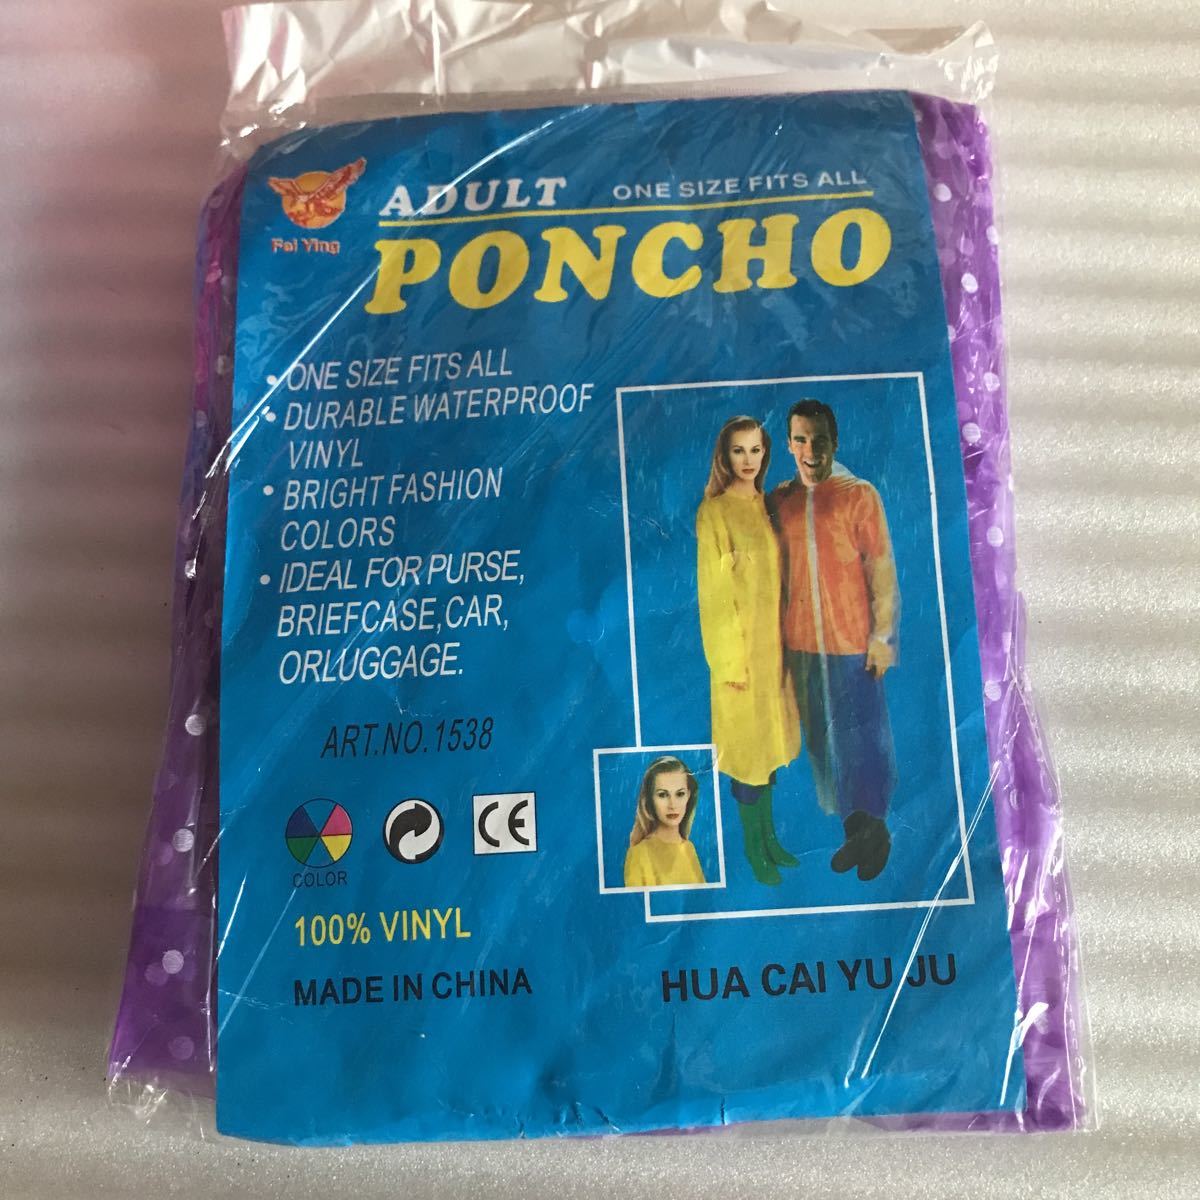 Fei Ying
ADULT ONE SIZE FITS ALL
PONCHO
• ONE SIZE FITS ALL
• DURABLE WATERPROOF
VINYL
• BRIGHT FASHION
COLORS
• IDEAL FOR PURSE,
BRIEFCASE, CAR,
ORLUGGAGE.
ART.NO.1538
CE
COLOR
100% VINYL
MADE IN CHINA
HUA CAI YU JU